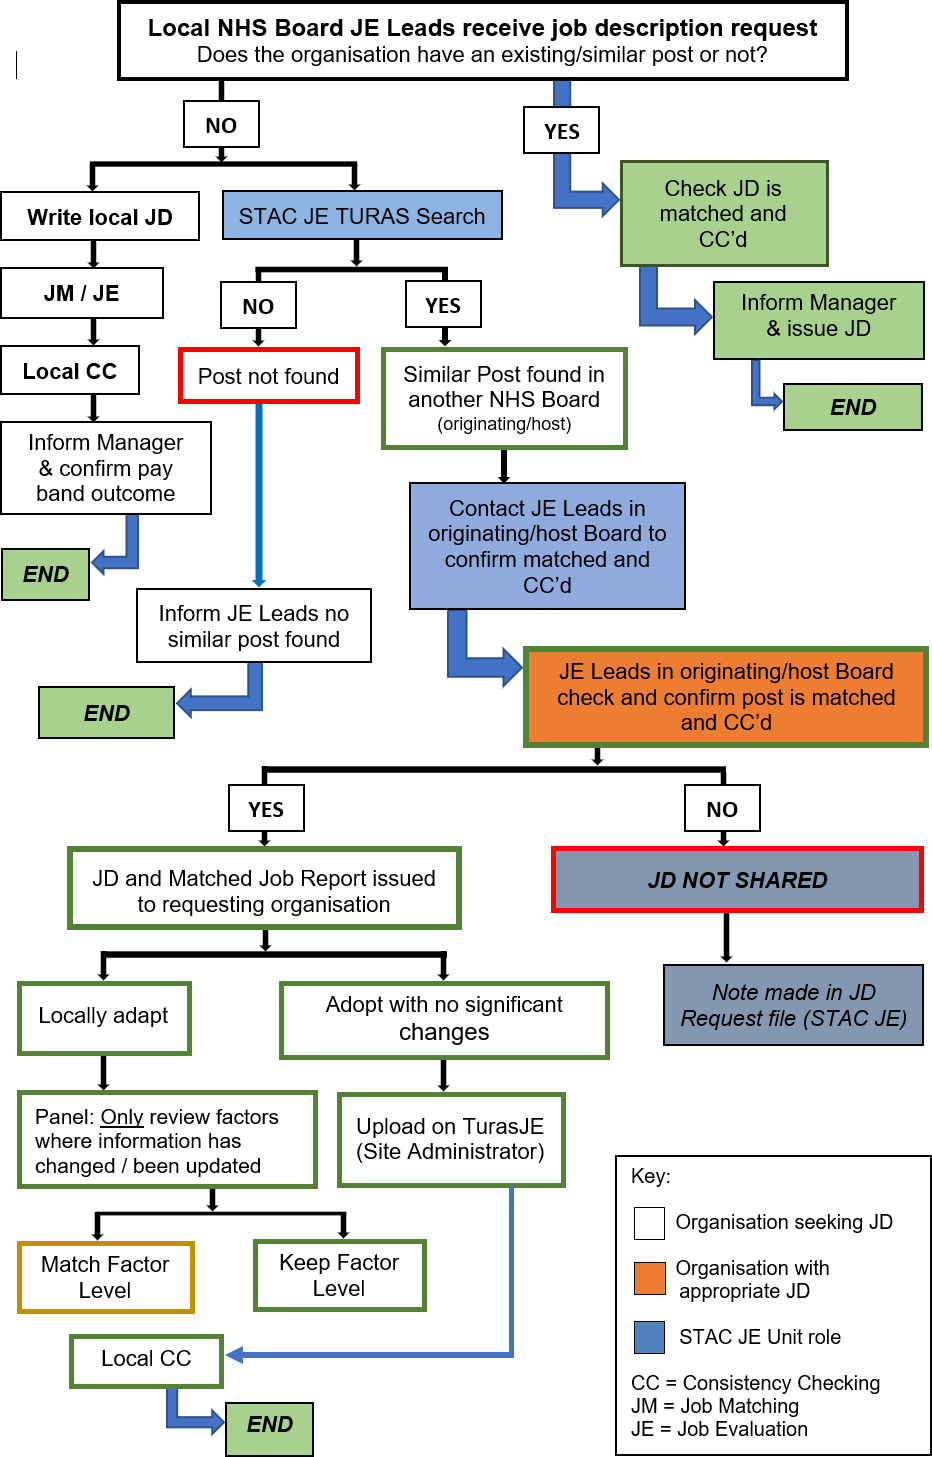 Local NHS Board JE Leads receive job description request
Does the organisation have an existing/similar post or not?
NO
YES
Write local JD
STAC JE TURAS Search
Check JD is
matched and
CC'd
JM / JE
NO
YES
Inform Manager
& issue JD
Local CC
Post not found
Similar Post found in
another NHS Board
(originating/host)
END
Inform Manager
& confirm pay
band outcome
Contact JE Leads in
originating/host Board to
confirm matched and
CC'd
END
Inform JE Leads no
similar post found
END
JE Leads in originating/host Board
check and confirm post is matched
and CC'd
YES
NO
JD and Matched Job Report issued
to requesting organisation
JD NOT SHARED
Locally adapt
Adopt with no significant
changes
Note made in JD
Request file (STAC JE)
Panel: Only review factors
where information has
changed / been updated
Upload on TurasJE
(Site Administrator)
Match Factor
Level
Keep Factor
Level
Local CC
END
Key:
Organisation seeking JD
Organisation with
appropriate JD
STAC JE Unit role
CC = Consistency Checking
JM = Job Matching
JE = Job Evaluation